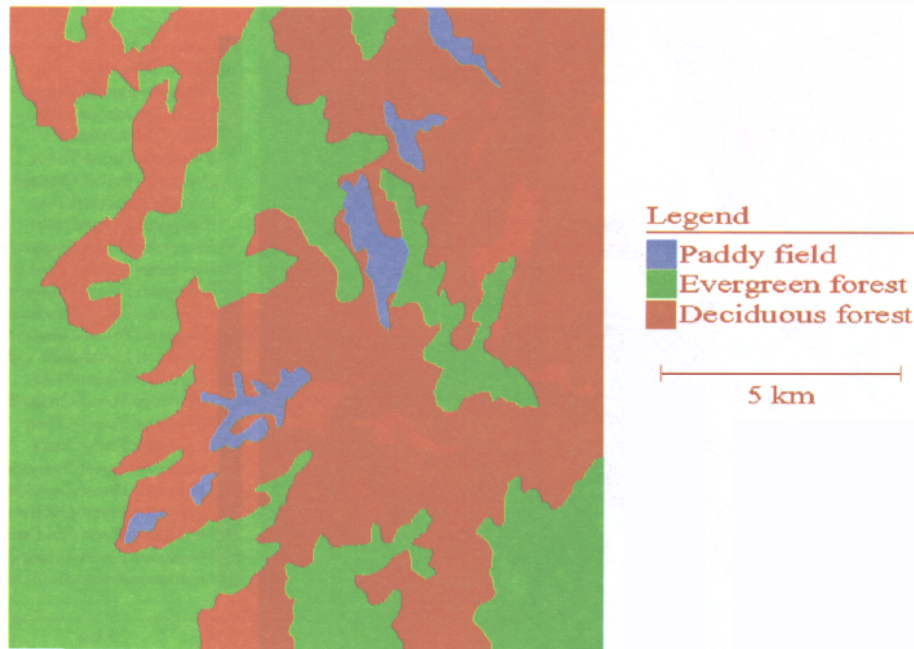 Legend
Paddy field
Evergreen forest
Deciduous forest
5 km